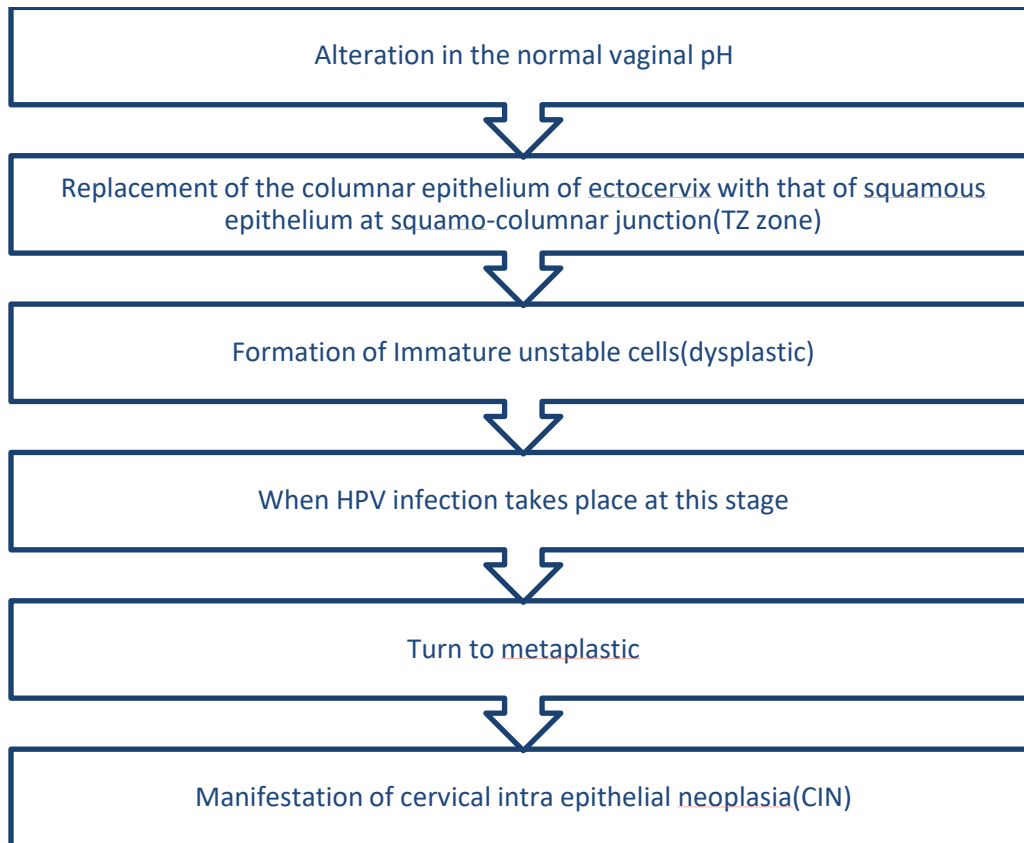 Alteration in the normal vaginal pH
Replacement of the columnar epithelium of ectocervix with that of squamous
epithelium at squamo-columnar junction(TZ zone)
Formation of Immature unstable cells(dysplastic)
When HPV infection takes place at this stage
Turn to metaplastic
Manifestation of cervical intra epithelial neoplasia(CIN)